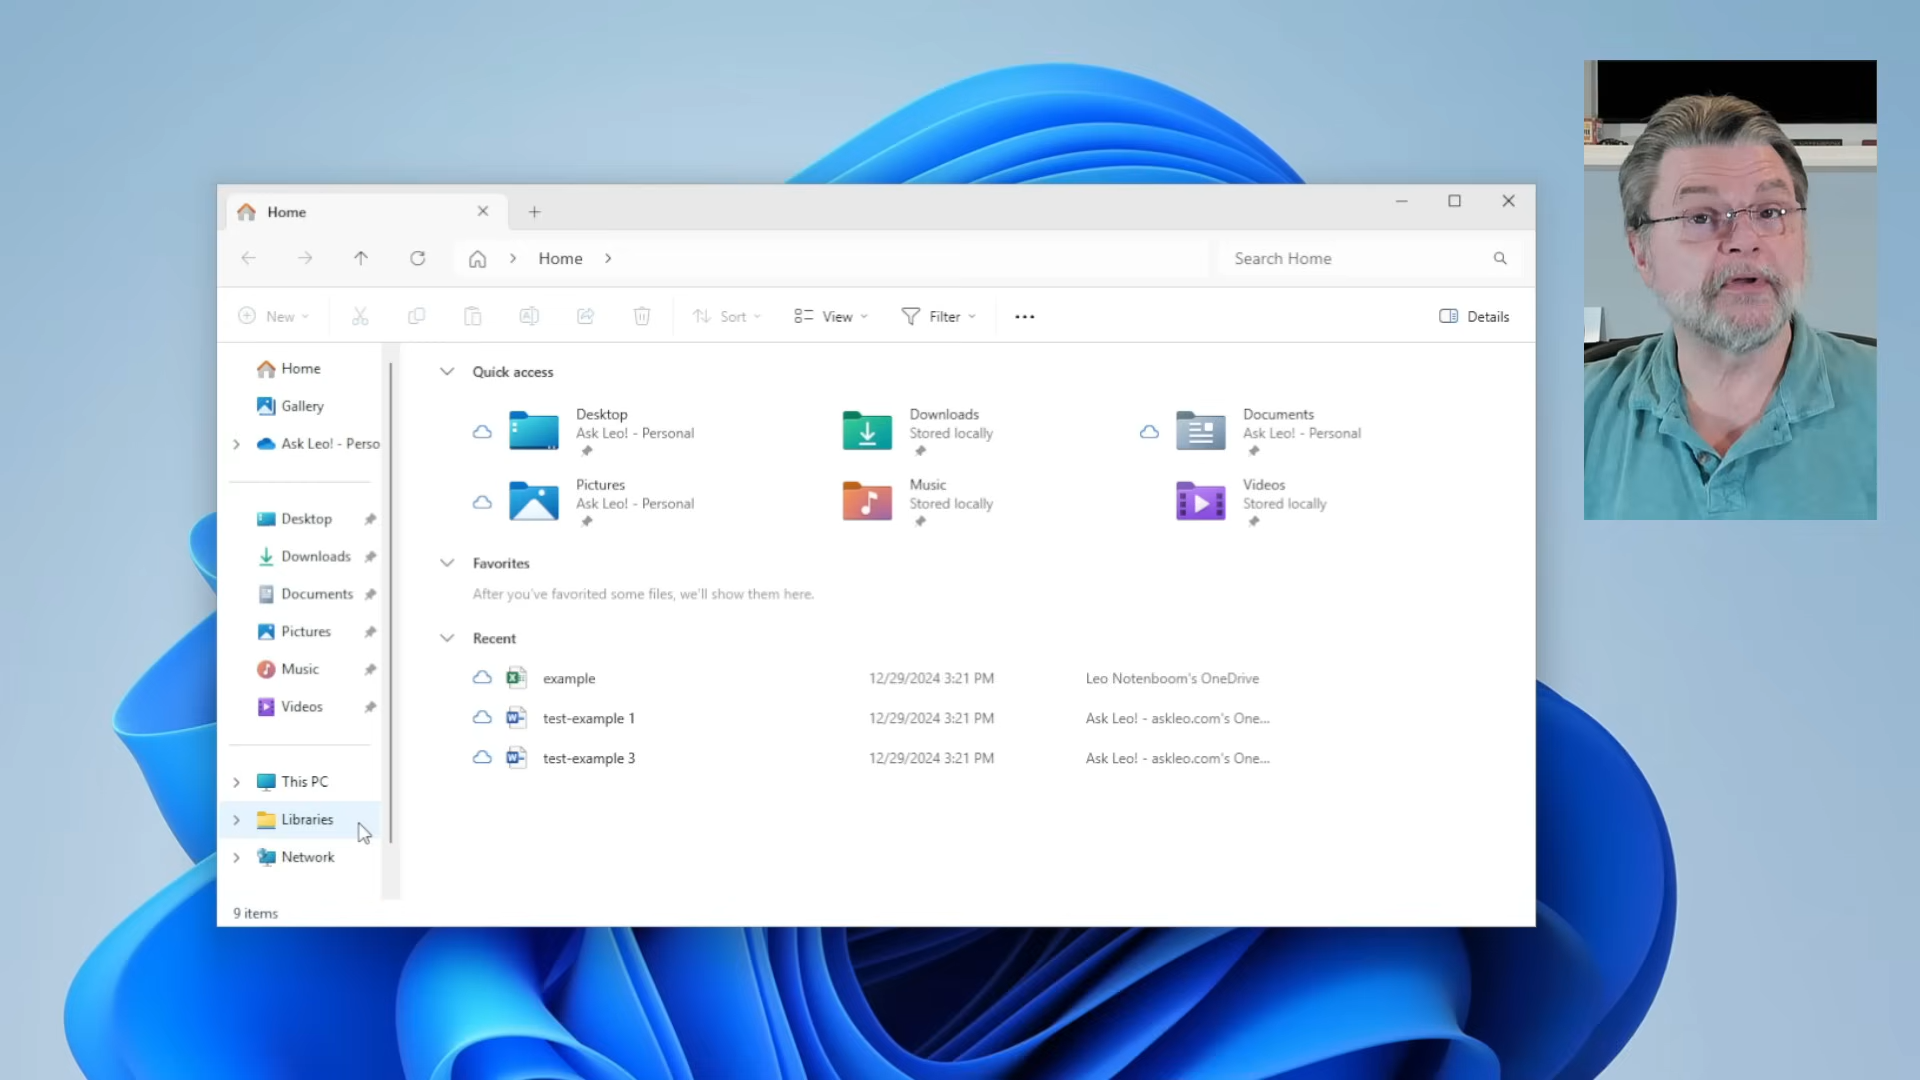 Home
Home
Search Home
New
Sort
View
Filter
Details
Home
Gallery
Ask Leo! - Perso
Desktop
Downloads
Documents
Pictures
Music
Videos
This PC
Libraries
Network
Quick access
Desktop
Ask Leo! - Personal
Downloads
Stored locally
Documents
Ask Leo! - Personal
Pictures
Ask Leo! - Personal
Music
Stored locally
Videos
Stored locally
Favorites
After you've favorited some files, we'll show them here.
Recent
example 12/29/2024 3:21 PM Leo Notenboom's OneDrive
test-example 1 12/29/2024 3:21 PM Ask Leo! - askleo.com's One...
test-example 3 12/29/2024 3:21 PM Ask Leo! - askleo.com's One...
9 items